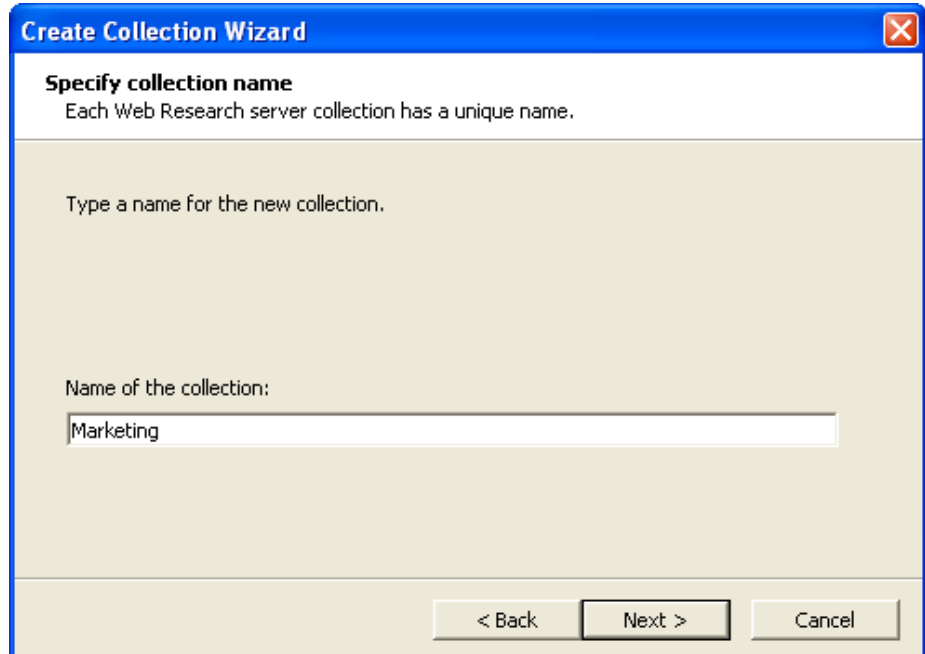 Create Collection Wizard
Specify collection name
Each Web Research server collection has a unique name.
Type a name for the new collection.
Name of the collection:
Marketing
< Back Next > Cancel